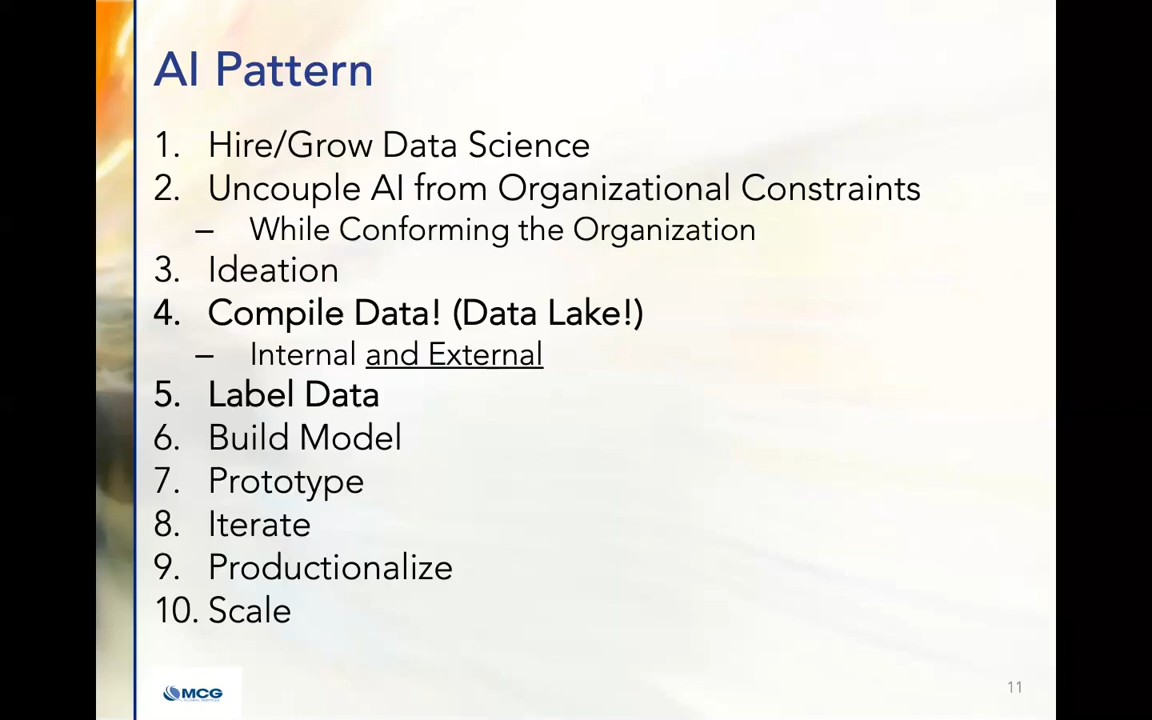 AI Pattern
1. Hire/Grow Data Science
2. Uncouple AI from Organizational Constraints
– While Conforming the Organization
3. Ideation
4. Compile Data! (Data Lake!)
– Internal and External
5. Label Data
6. Build Model
7. Prototype
8. Iterate
9. Productionalize
10. Scale
MCG
11